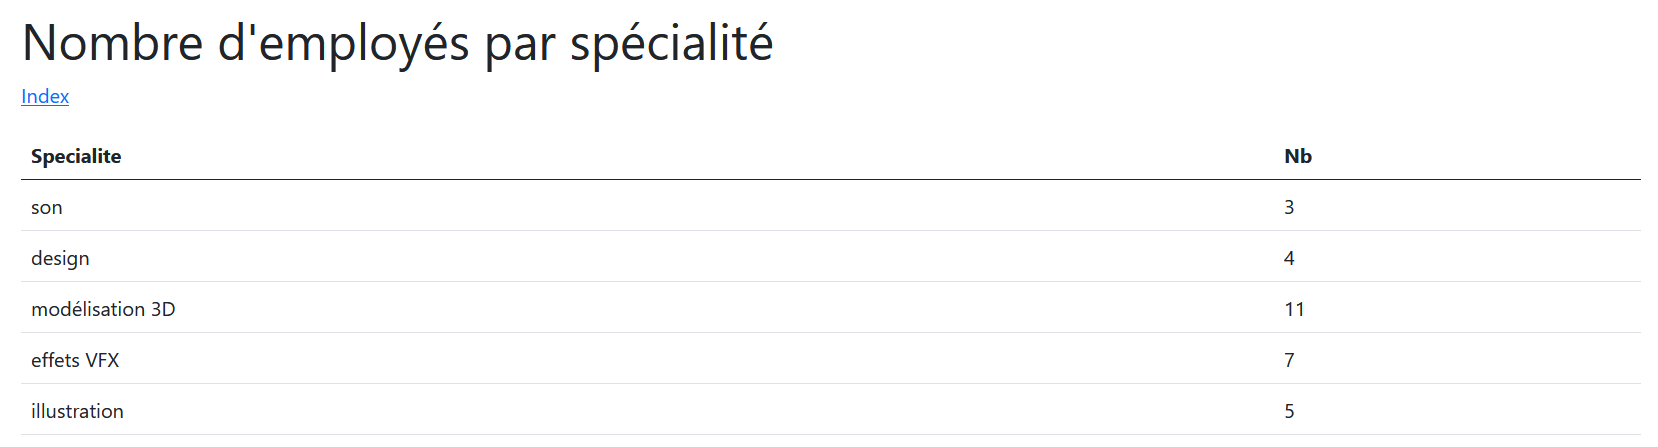 Nombre d'employés par spécialité
Index
Specialite Nb
son 3
design 4
modélisation 3D 11
effets VFX 7
illustration 5